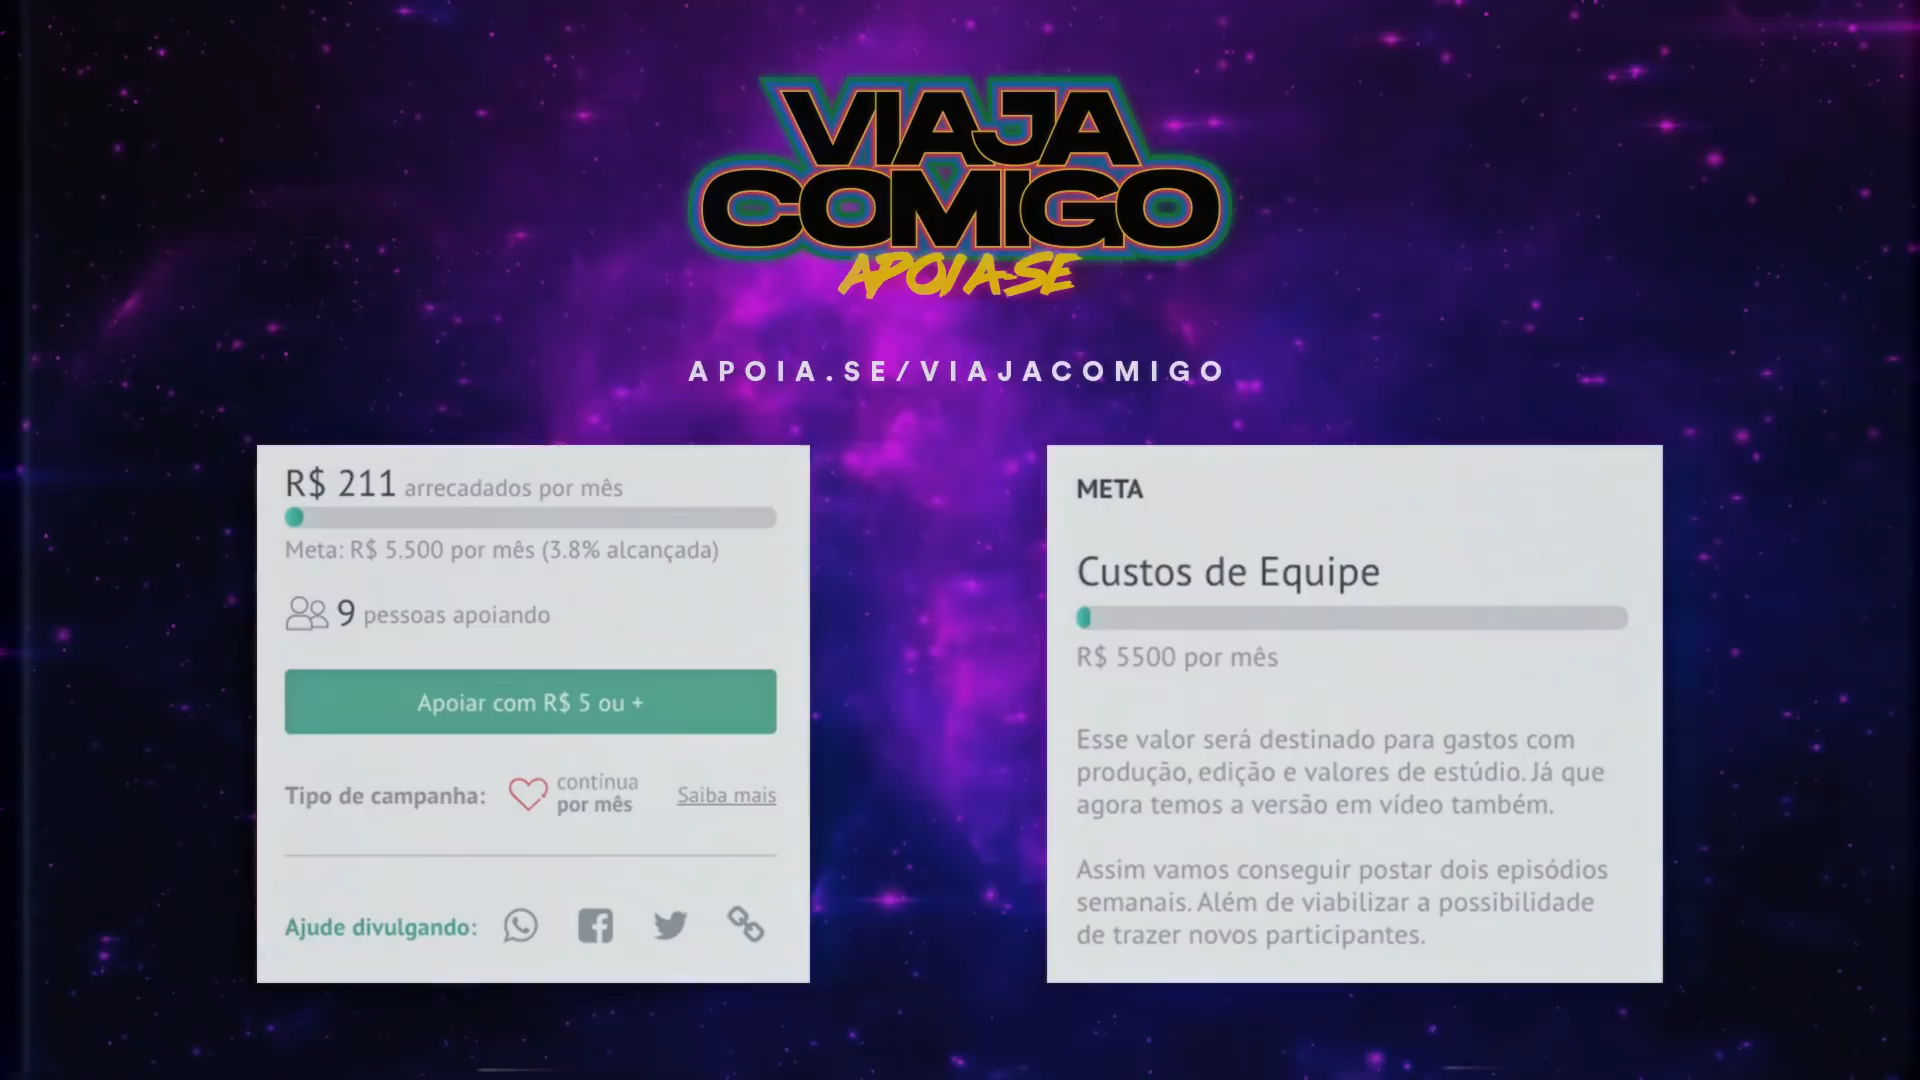 VIAJA
COMIGO
APOIA-SE
APOIA.SE/VIAJACOMIGO
R$ 211 arrecadados por mês
Meta: R$ 5.500 por mês (3.8% alcançada)
9 pessoas apoiando
Apoiar com R$ 5 ou +
Tipo de campanha: contínua
por mês
Saiba mais
Ajude divulgando:
META
Custos de Equipe
R$ 5500 por mês
Esse valor será destinado para gastos com
produção, edição e valores de estúdio. Já que
agora temos a versão em vídeo também.
Assim vamos conseguir postar dois episódios
semanais. Além de viabilizar a possibilidade
de trazer novos participantes.